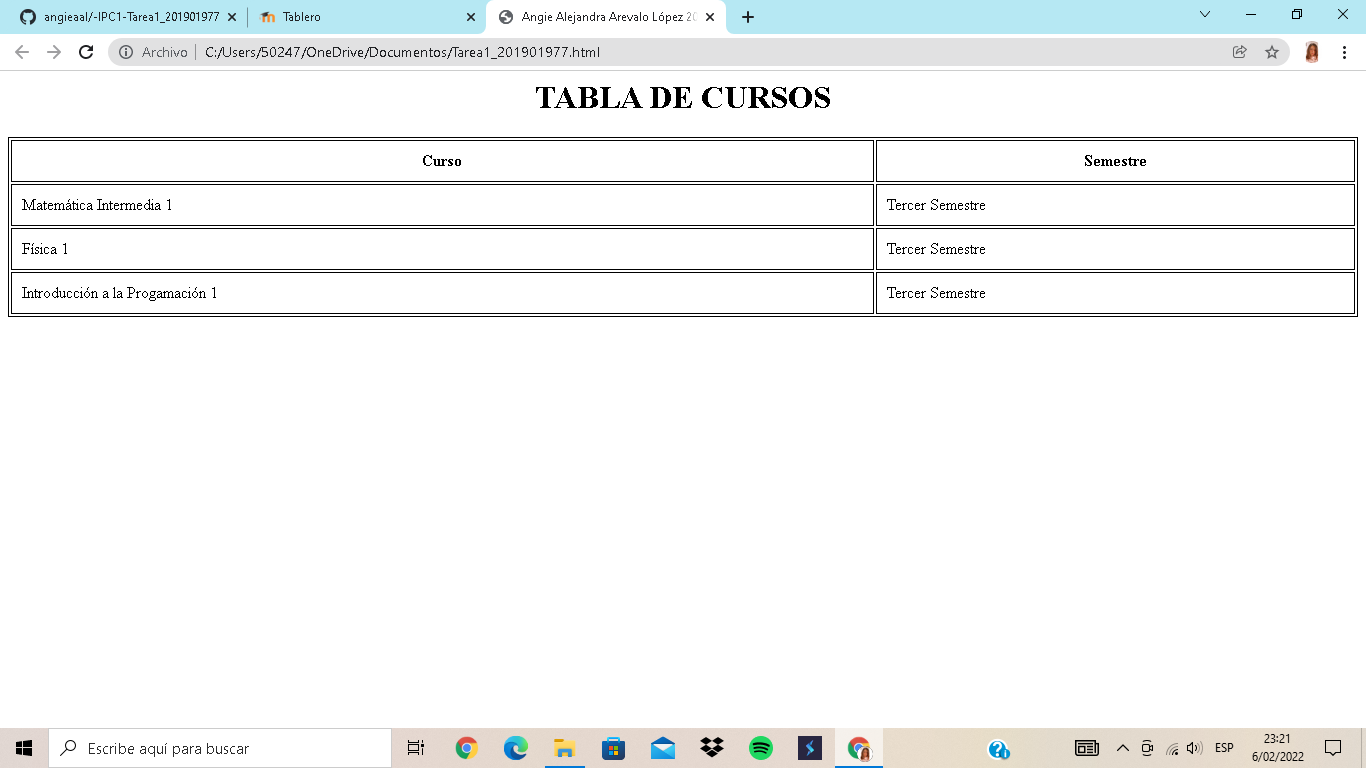 angieaal/-IPC1-Tarea1_201901977
Tablero
Angie Alejandra Arevalo López 20
Archivo
C:/Users/50247/OneDrive/Documentos/Tarea1_201901977.html
TABLA DE CURSOS
Curso Semestre
Matemática Intermedia 1 Tercer Semestre
Física 1 Tercer Semestre
Introducción a la Progamación 1 Tercer Semestre
Escribe aquí para buscar
ESP
23:21
6/02/2022